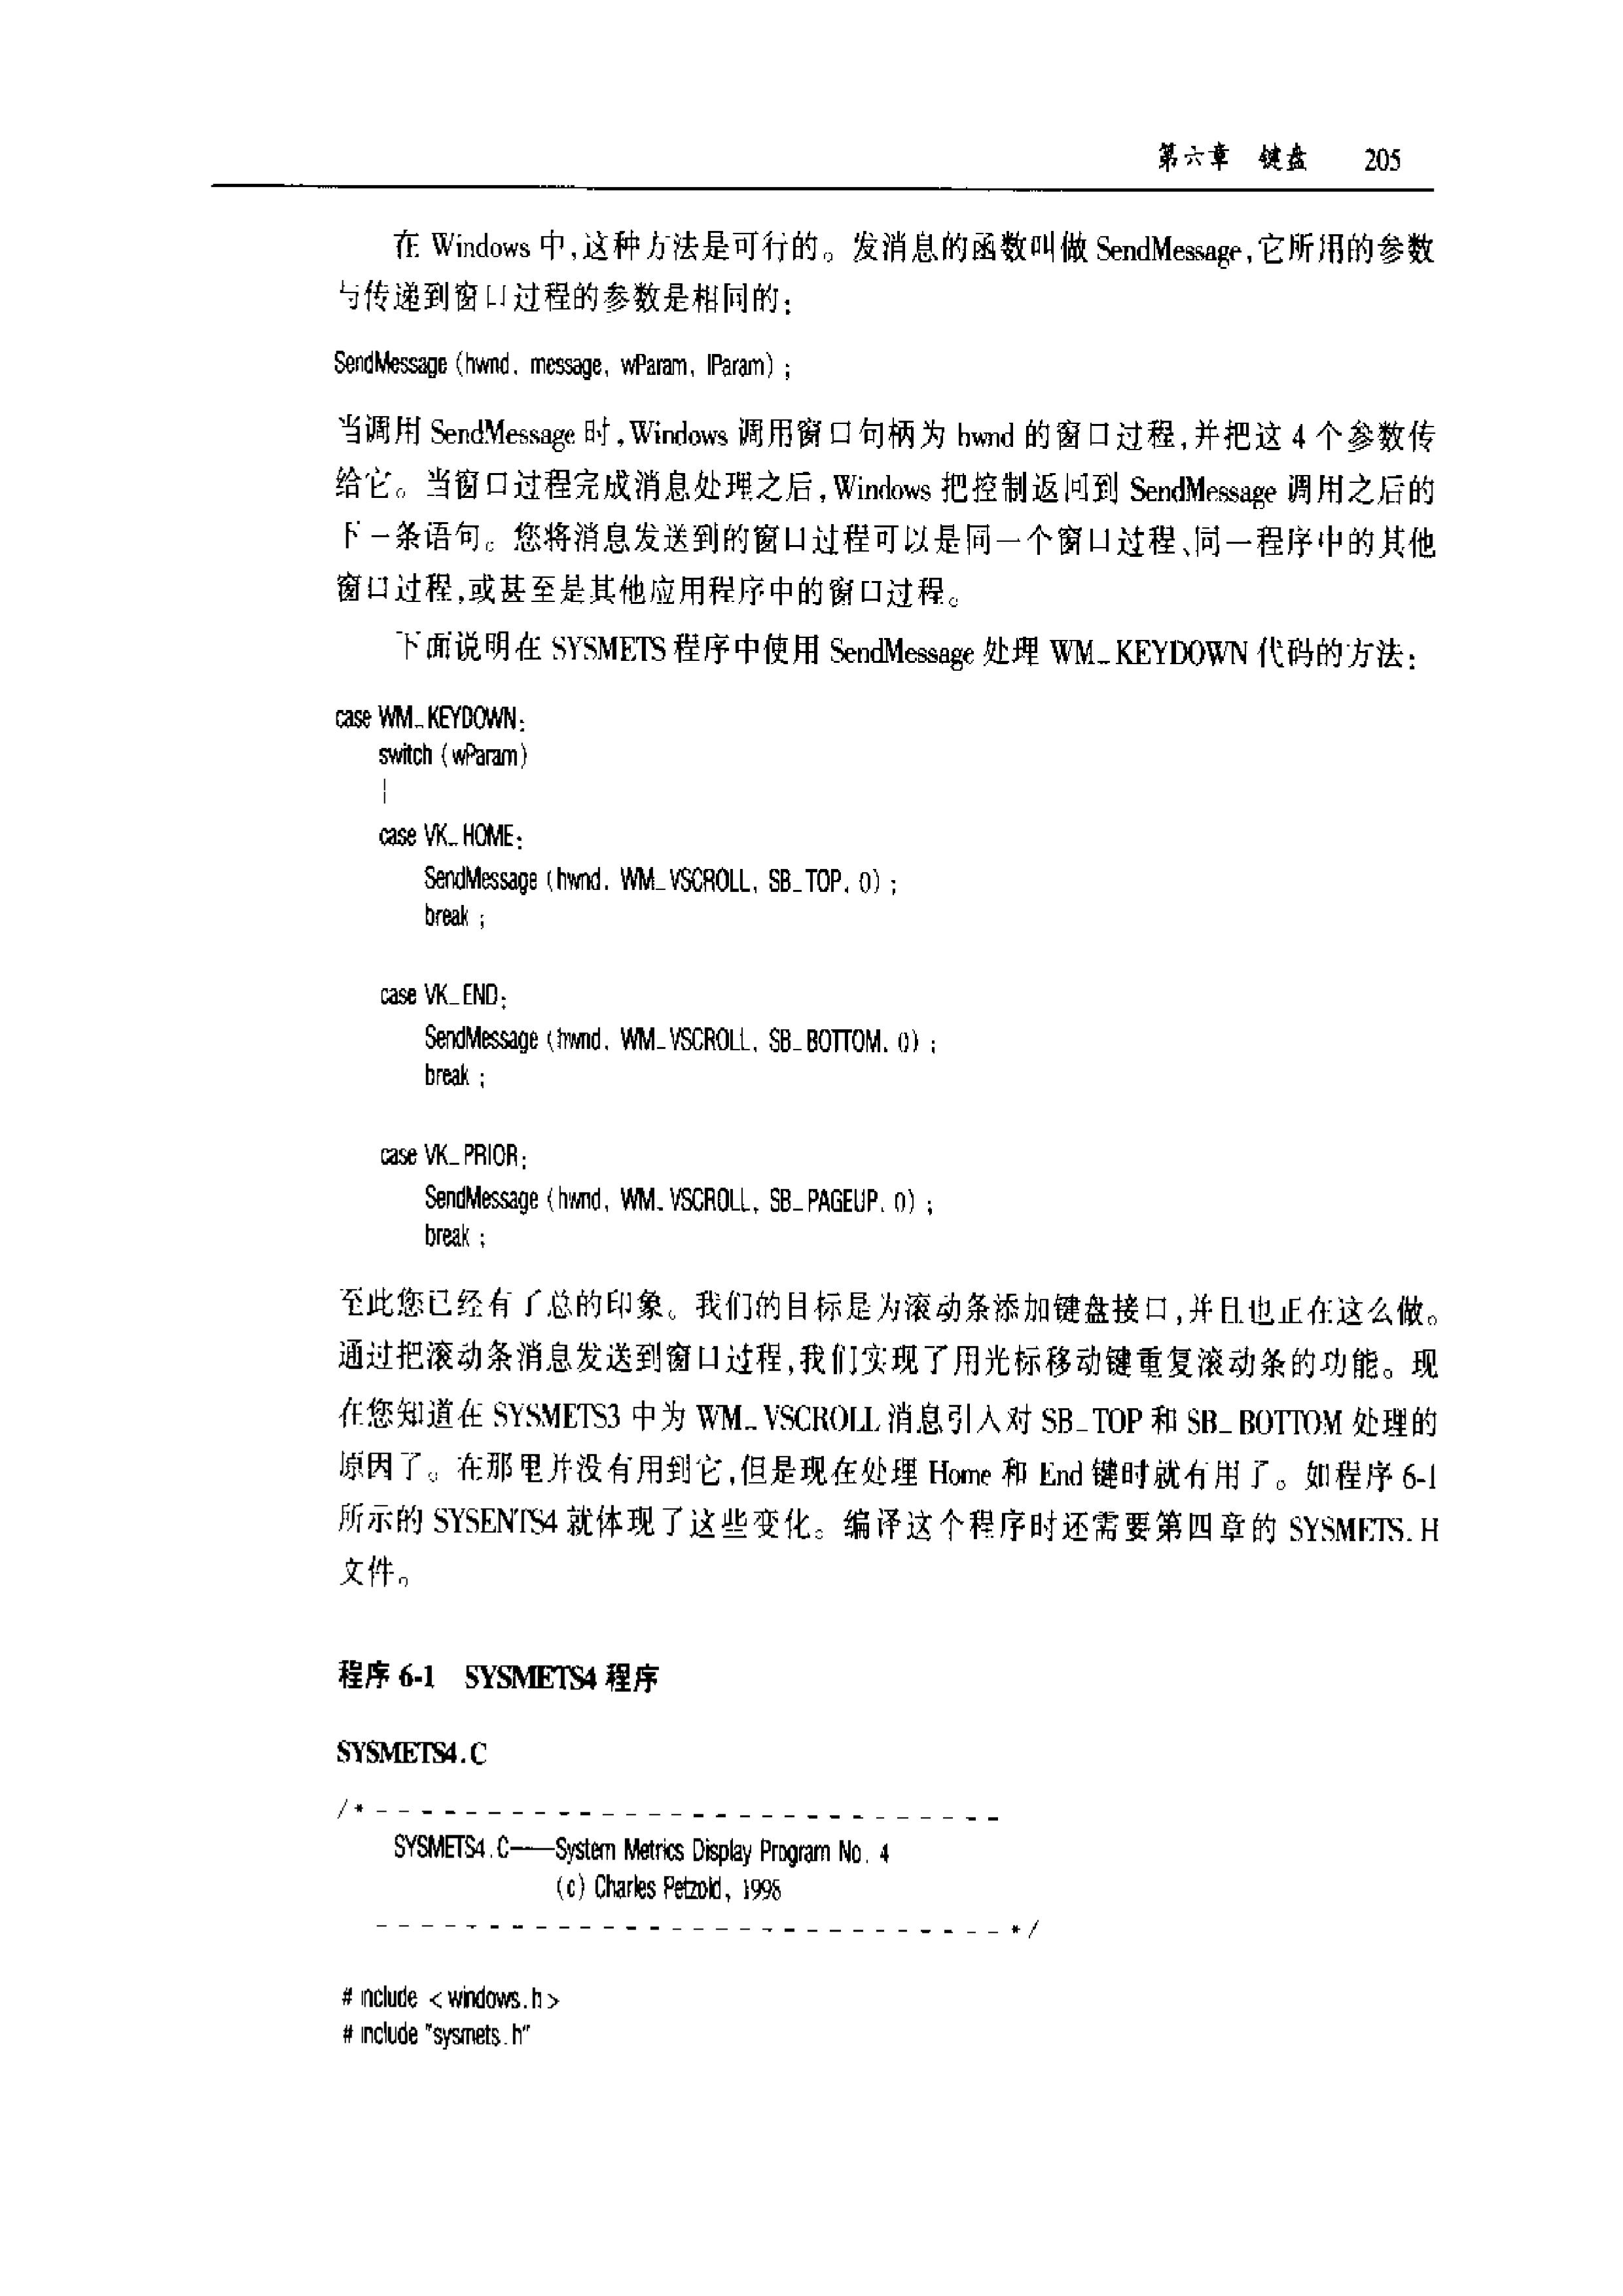 第六章 键盘 205
在 Windows 中,这种方法是可行的。发消息的函数叫做 SendMessage,它所用的参数
与传递到窗口过程的参数是相同的:
SendMessage (hwnd, message, wParam, lParam) ;
当调用 SendMessage 时,Windows 调用窗口句柄为 hwnd 的窗口过程,并把这 4 个参数传
给它。当窗口过程完成消息处理之后,Windows 把控制返回到 SendMessage 调用之后的
下一条语句。您将消息发送到的窗口过程可以是同一个窗口过程、同一程序中的其他
窗口过程,或甚至是其他应用程序中的窗口过程。
下面说明在 SYSMETS 程序中使用 SendMessage 处理 WM_KEYDOWN 代码的方法:
case WM_KEYDOWN:
switch (wParam)
{
case VK_HOME:
SendMessage (hwnd, WM_VSCROLL, SB_TOP, 0) ;
break ;
case VK_END:
SendMessage (hwnd, WM_VSCROLL, SB_BOTTOM, 0) ;
break ;
case VK_PRIOR:
SendMessage (hwnd, WM_VSCROLL, SB_PAGEUP, 0) ;
break ;
至此您已经有了总的印象。我们的目标是为滚动条添加键盘接口,并且也正在这么做。
通过把滚动条消息发送到窗口过程,我们实现了用光标移动键重复滚动条的功能。现
在您知道在 SYSMETS3 中为 WM_VSCROLL 消息引入对 SB_TOP 和 SB_BOTTOM 处理的
原因了。在那里并没有用到它,但是现在处理 Home 和 End 键时就有用了。如程序 6-1
所示的 SYSENTS4 就体现了这些变化。编译这个程序时还需要第四章的 SYSMETS.H
文件。
程序 6-1 SYSMETS4 程序
SYSMETS4.C
/* - - - - - - - - - - - - - - - - - - - - - - - - - - - -
SYSMETS4.C——System Metrics Display Program No. 4
(c) Charles Petzold, 1998
- - - - - - - - - - - - - - - - - - - - - - - - - - - - */
# include <windows.h>
# include "sysmets.h"